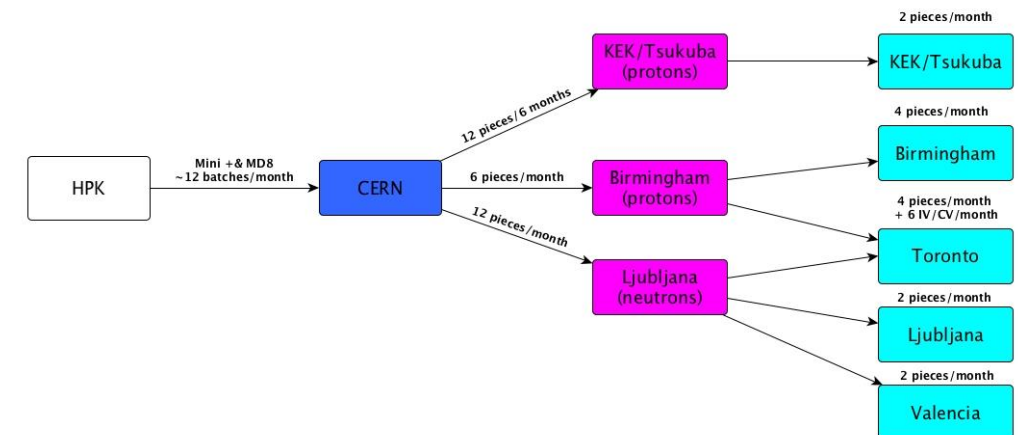 2 pieces/month
KEK/Tsukuba
(protons)
KEK/Tsukuba
12 pieces/6 months
4 pieces/month
Mini +& MD8
~12 batches/month
HPK
CERN
6 pieces/month
Birmingham
(protons)
Birmingham
4 pieces/month
+ 6 IV/CV/month
12 pieces/month
Toronto
Ljubljana
(neutrons)
2 pieces/month
Ljubljana
2 pieces/month
Valencia